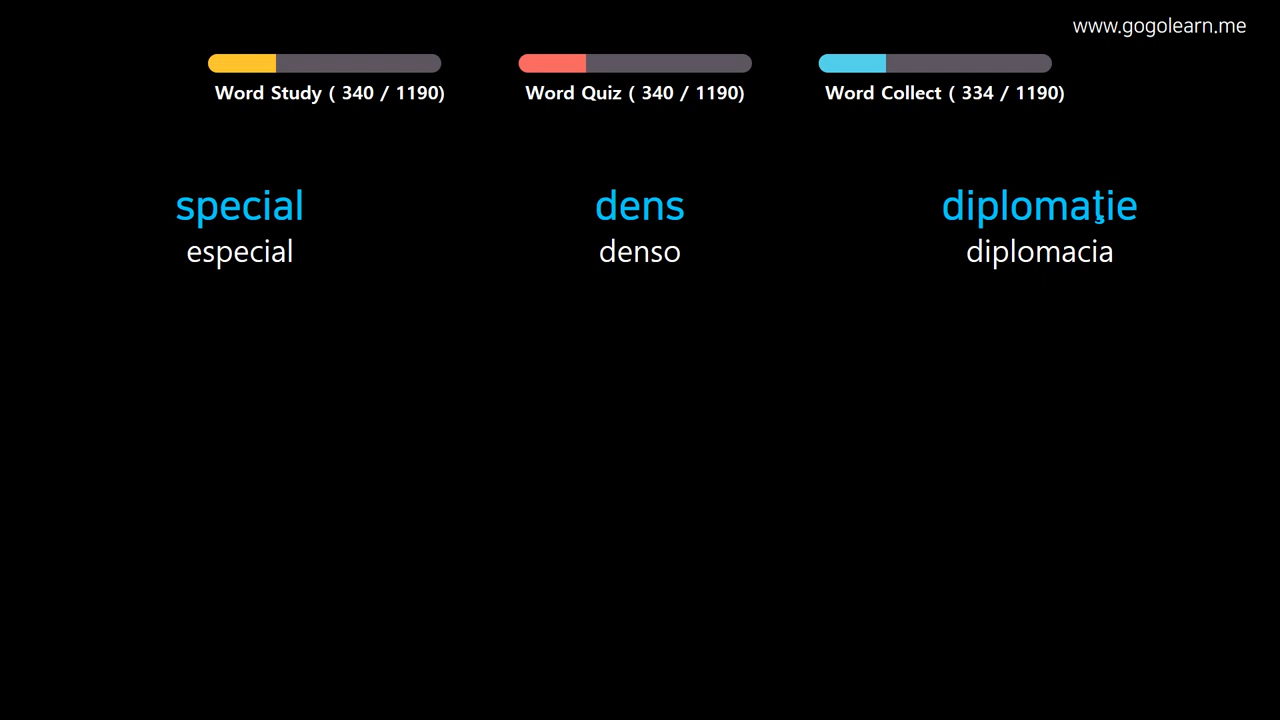 www.gogolearn.me
Word Study ( 340 / 1190)
Word Quiz ( 340 / 1190)
Word Collect ( 334 / 1190)
special
dens
diplomaţie
especial
denso
diplomacia